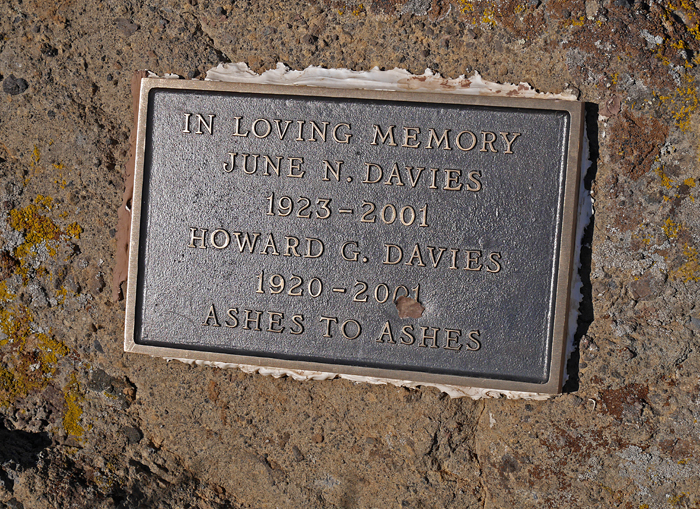 IN LOVING MEMORY
JUNE N. DAVIES
1923-2001
HOWARD G. DAVIES
1920-2001
ASHES TO ASHES